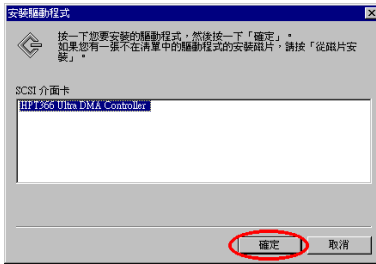 安裝驅動程式
按一下您要安裝的驅動程式，然後按一下「確定」。
如果您有一張不在清單中的驅動程式的安裝磁片，請按「從磁片安
裝」。
SCSI 介面卡
HPT366 Ultra DMA Controller
確定
取消